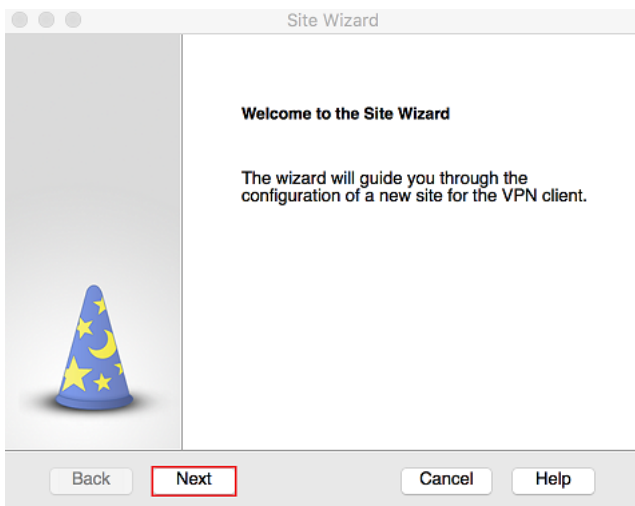 Site Wizard
Welcome to the Site Wizard
The wizard will guide you through the
configuration of a new site for the VPN client.
Back Next Cancel Help